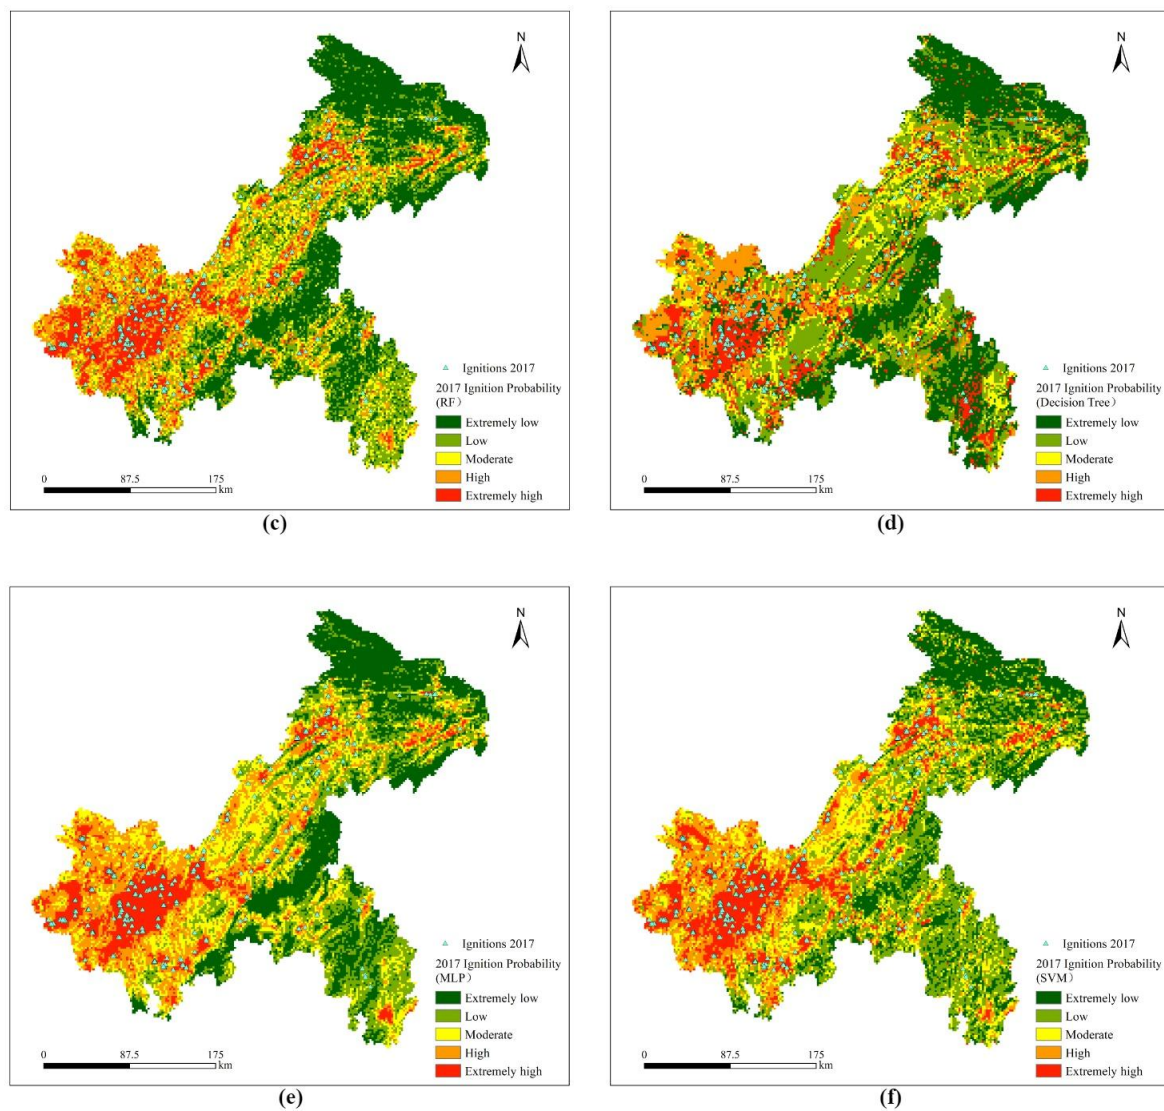 N
Ignitions 2017
2017 Ignition Probability
(RF）
Extremely low
Low
Moderate
High
Extremely high
0 87.5 175
km
(c)
N
Ignitions 2017
2017 Ignition Probability
(Decision Tree）
Extremely low
Low
Moderate
High
Extremely high
0 87.5 175
km
(d)
N
Ignitions 2017
2017 Ignition Probability
(MLP）
Extremely low
Low
Moderate
High
Extremely high
0 87.5 175
km
(e)
N
Ignitions 2017
2017 Ignition Probability
(SVM）
Extremely low
Low
Moderate
High
Extremely high
0 87.5 175
km
(f)